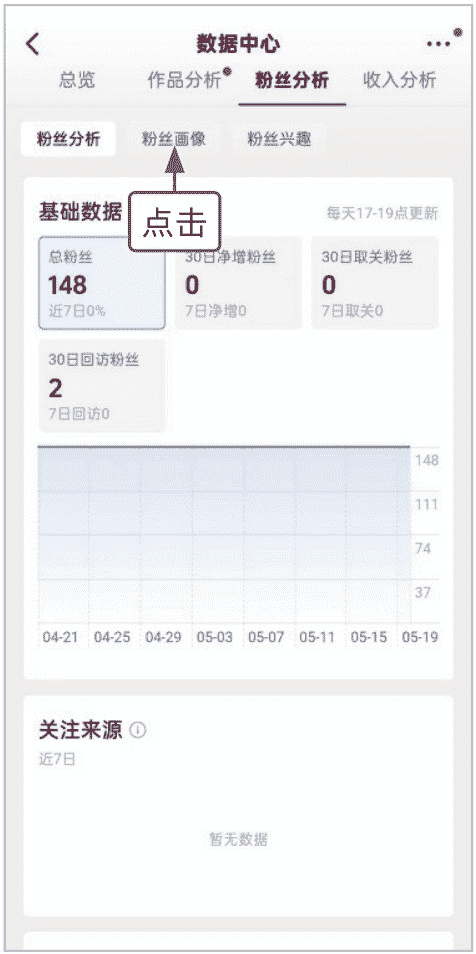 数据中心
总览 作品分析 粉丝分析 收入分析
粉丝分析 粉丝画像 粉丝兴趣
点击
基础数据 每天17-19点更新
总粉丝 30日净增粉丝 30日取关粉丝
148 0 0
近7日0% 7日净增0 7日取关0
30日回访粉丝
2
7日回访0
148
111
74
37
04-21 04-25 04-29 05-03 05-07 05-11 05-15 05-19
关注来源
近7日
暂无数据